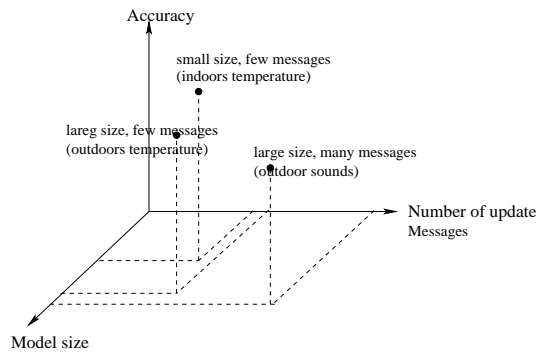 Accuracy
small size, few messages
(indoors temperature)
lareg size, few messages
(outdoors temperature)
large size, many messages
(outdoor sounds)
Number of update
Messages
Model size